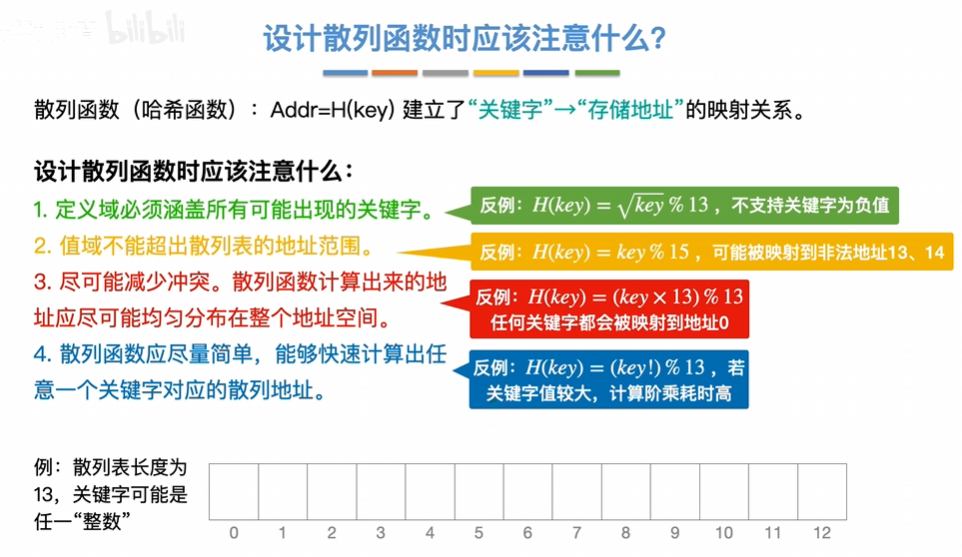 bilibili
设计散列函数时应该注意什么?
散列函数（哈希函数）：Addr=H(key) 建立了“关键字”→“存储地址”的映射关系。
设计散列函数时应该注意什么：
1. 定义域必须涵盖所有可能出现的关键字。
反例：H(key) = √key % 13 ，不支持关键字为负值
2. 值域不能超出散列表的地址范围。
反例：H(key) = key % 15 ，可能被映射到非法地址13、14
3. 尽可能减少冲突。散列函数计算出来的地
址应尽可能均匀分布在整个地址空间。
反例：H(key) = (key × 13) % 13
任何关键字都会被映射到地址0
4. 散列函数应尽量简单，能够快速计算出任
意一个关键字对应的散列地址。
反例：H(key) = (key!) % 13 ，若
关键字值较大，计算阶乘耗时高
例：散列表长度为
13，关键字可能是
任一“整数”
0 1 2 3 4 5 6 7 8 9 10 11 12